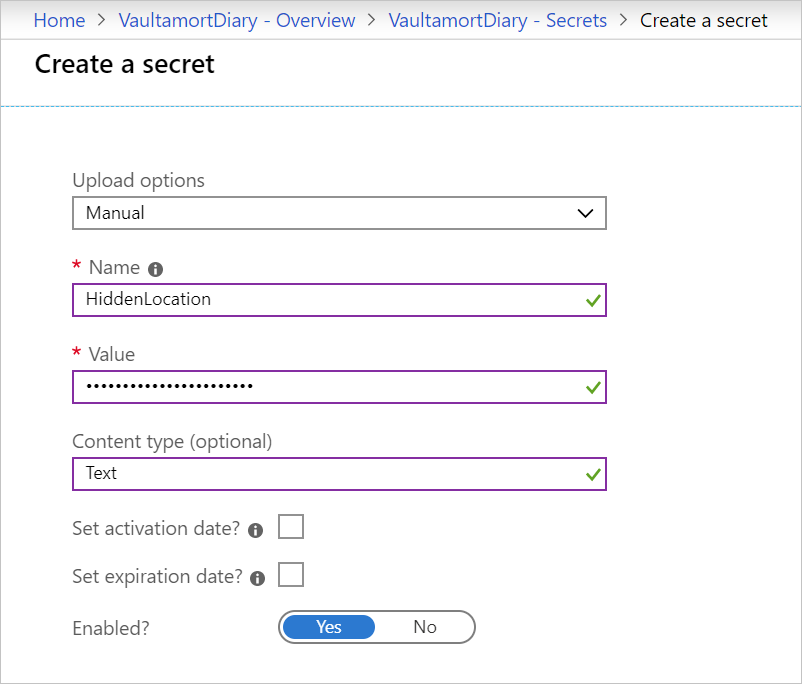 Home > VaultamortDiary - Overview > VaultamortDiary - Secrets > Create a secret
Create a secret
Upload options
Manual
* Name
HiddenLocation
* Value
•••••••••••••••••••••••
Content type (optional)
Text
Set activation date?
Set expiration date?
Enabled? Yes No